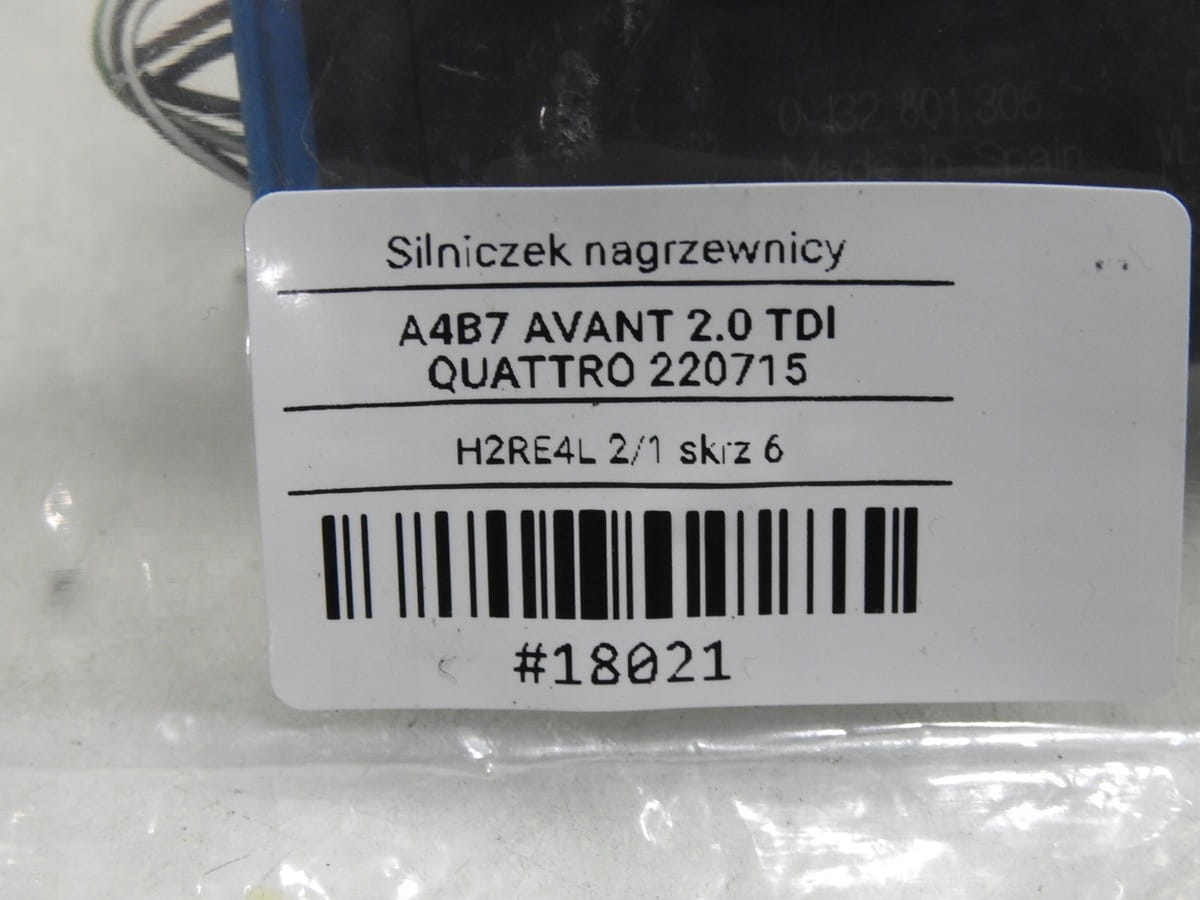 0 132 801 305
Made in Spain
Silniczek nagrzewnicy
A4B7 AVANT 2.0 TDI
QUATTRO 220715
H2RE4L 2/1 skrz 6
#18021